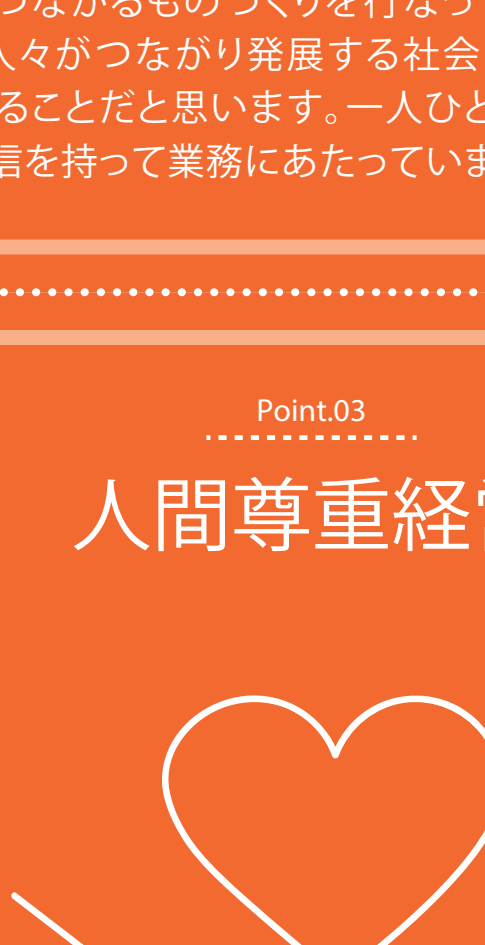 つながるものづくりを行なっ
人々がつながり発展する社会
ることだと思います。一人ひと
信を持って業務にあたっていま
Point.03
人間尊重経営